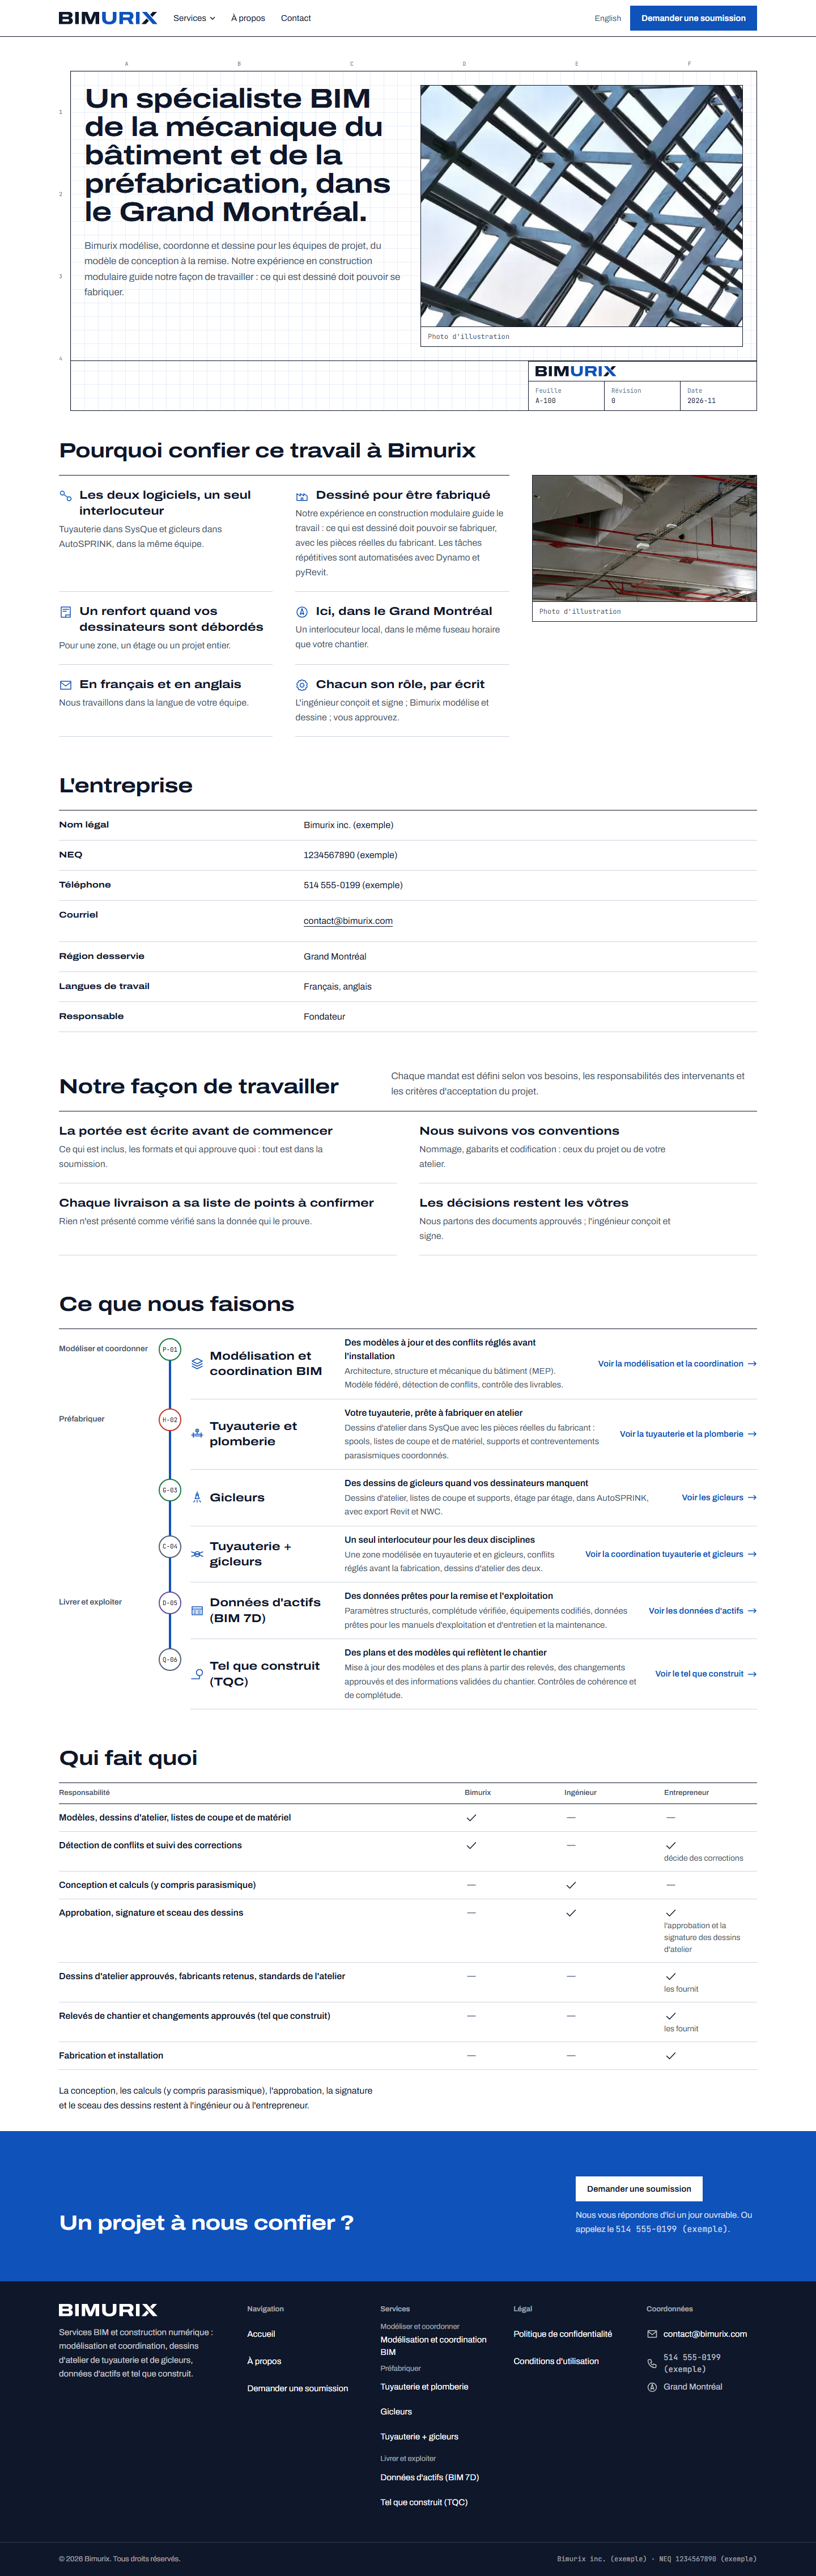 BIMURIX
Services
À propos
Contact
English
Demander une soumission
A
B
C
D
E
F
1
2
3
4
Un spécialiste BIM
de la mécanique du
bâtiment et de la
préfabrication, dans
le Grand Montréal.
Bimurix modélise, coordonne et dessine pour les équipes de projet, du
modèle de conception à la remise. Notre expérience en construction
modulaire guide notre façon de travailler : ce qui est dessiné doit pouvoir se
fabriquer.
Photo d'illustration
BIMURIX
Feuille
A-100
Révision
0
Date
2026-11
Pourquoi confier ce travail à Bimurix
Les deux logiciels, un seul
interlocuteur
Tuyauterie dans SysQue et gicleurs dans
AutoSPRINK, dans la même équipe.
Dessiné pour être fabriqué
Notre expérience en construction modulaire guide le
travail : ce qui est dessiné doit pouvoir se fabriquer,
avec les pièces réelles du fabricant. Les tâches
répétitives sont automatisées avec Dynamo et
pyRevit.
Photo d'illustration
Un renfort quand vos
dessinateurs sont débordés
Pour une zone, un étage ou un projet entier.
Ici, dans le Grand Montréal
Un interlocuteur local, dans le même fuseau horaire
que votre chantier.
En français et en anglais
Nous travaillons dans la langue de votre équipe.
Chacun son rôle, par écrit
L'ingénieur conçoit et signe ; Bimurix modélise et
dessine ; vous approuvez.
L'entreprise
Nom légal
Bimurix inc. (exemple)
NEQ
1234567890 (exemple)
Téléphone
514 555-0199 (exemple)
Courriel
contact@bimurix.com
Région desservie
Grand Montréal
Langues de travail
Français, anglais
Responsable
Fondateur
Notre façon de travailler
Chaque mandat est défini selon vos besoins, les responsabilités des intervenants et
les critères d'acceptation du projet.
La portée est écrite avant de commencer
Ce qui est inclus, les formats et qui approuve quoi : tout est dans la
soumission.
Nous suivons vos conventions
Nommage, gabarits et codification : ceux du projet ou de votre
atelier.
Chaque livraison a sa liste de points à confirmer
Rien n'est présenté comme vérifié sans la donnée qui le prouve.
Les décisions restent les vôtres
Nous partons des documents approuvés ; l'ingénieur conçoit et
signe.
Ce que nous faisons
Modéliser et coordonner
P-01
Modélisation et
coordination BIM
Des modèles à jour et des conflits réglés avant
l'installation
Architecture, structure et mécanique du bâtiment (MEP).
Modèle fédéré, détection de conflits, contrôle des livrables.
Voir la modélisation et la coordination →
Préfabriquer
H-02
Tuyauterie et
plomberie
Votre tuyauterie, prête à fabriquer en atelier
Dessins d'atelier dans SysQue avec les pièces réelles du fabricant :
spools, listes de coupe et de matériel, supports et contreventements
parasismiques coordonnés.
Voir la tuyauterie et la plomberie →
G-03
Gicleurs
Des dessins de gicleurs quand vos dessinateurs manquent
Dessins d'atelier, listes de coupe et supports, étage par étage, dans AutoSPRINK,
avec export Revit et NWC.
Voir les gicleurs →
C-04
Tuyauterie +
gicleurs
Un seul interlocuteur pour les deux disciplines
Une zone modélisée en tuyauterie et en gicleurs, conflits
réglés avant la fabrication, dessins d'atelier des deux.
Voir la coordination tuyauterie et gicleurs →
Livrer et exploiter
D-05
Données d'actifs
(BIM 7D)
Des données prêtes pour la remise et l'exploitation
Paramètres structurés, complétude vérifiée, équipements codifiés, données
prêtes pour les manuels d'exploitation et d'entretien et la maintenance.
Voir les données d'actifs →
Q-06
Tel que construit
(TQC)
Des plans et des modèles qui reflètent le chantier
Mise à jour des modèles et des plans à partir des relevés, des changements
approuvés et des informations validées du chantier. Contrôles de cohérence et
de complétude.
Voir le tel que construit →
Qui fait quoi
Responsabilité
Bimurix
Ingénieur
Entrepreneur
Modèles, dessins d'atelier, listes de coupe et de matériel
✓ — —
Détection de conflits et suivi des corrections
✓ — ✓
décide des corrections
Conception et calculs (y compris parasismique)
— ✓ —
Approbation, signature et sceau des dessins
— ✓ ✓
l'approbation et la
signature des dessins
d'atelier
Dessins d'atelier approuvés, fabricants retenus, standards de l'atelier
— — ✓
les fournit
Relevés de chantier et changements approuvés (tel que construit)
— — ✓
les fournit
Fabrication et installation
— — ✓
La conception, les calculs (y compris parasismique), l'approbation, la signature
et le sceau des dessins restent à l'ingénieur ou à l'entrepreneur.
Un projet à nous confier ?
Demander une soumission
Nous vous répondons d'ici un jour ouvrable. Ou
appelez le 514 555-0199 (exemple).
BIMURIX
Services BIM et construction numérique :
modélisation et coordination, dessins
d'atelier de tuyauterie et de gicleurs,
données d'actifs et tel que construit.
Navigation
Accueil
À propos
Demander une soumission
Services
Modéliser et coordonner
Modélisation et coordination
BIM
Préfabriquer
Tuyauterie et plomberie
Gicleurs
Tuyauterie + gicleurs
Livrer et exploiter
Données d'actifs (BIM 7D)
Tel que construit (TQC)
Légal
Politique de confidentialité
Conditions d'utilisation
Coordonnées
contact@bimurix.com
514 555-0199
(exemple)
Grand Montréal
© 2026 Bimurix. Tous droits réservés.
Bimurix inc. (exemple) · NEQ 1234567890 (exemple)